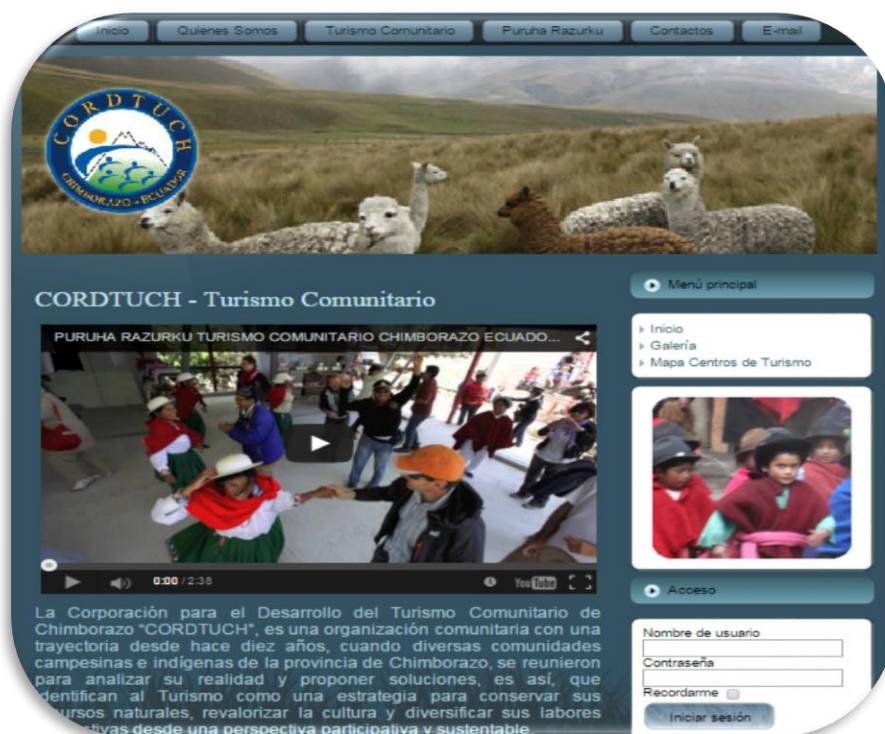 Inicio
Quienes Somos
Turismo Comunitario
Puruha Razurku
Contactos
E-mail
CORDTUCH
CHIMBORAZO - ECUADOR
CORDTUCH - Turismo Comunitario
PURUHA RAZURKU TURISMO COMUNITARIO CHIMBORAZO ECUADO...
0:00 / 2:38
YouTube
La Corporación para el Desarrollo del Turismo Comunitario de
Chimborazo “CORDTUCH”, es una organización comunitaria con una
trayectoria desde hace diez años, cuando diversas comunidades
campesinas e indígenas de la provincia de Chimborazo, se reunieron
para analizar su realidad y proponer soluciones, es así, que
identifican al Turismo como una estrategia para conservar sus
naturales, revalorizar la cultura y diversificar sus labores
desde una perspectiva participativa y sustentable.
Menú principal
Inicio
Galería
Mapa Centros de Turismo
Acceso
Nombre de usuario
Contraseña
Recordarme
Iniciar sesión